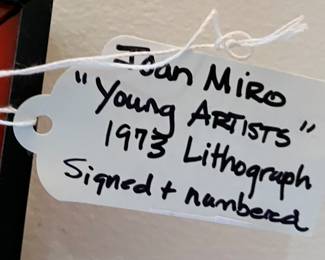 Joan Miro
"Young Artists"
1973 Lithograph
Signed + numbered